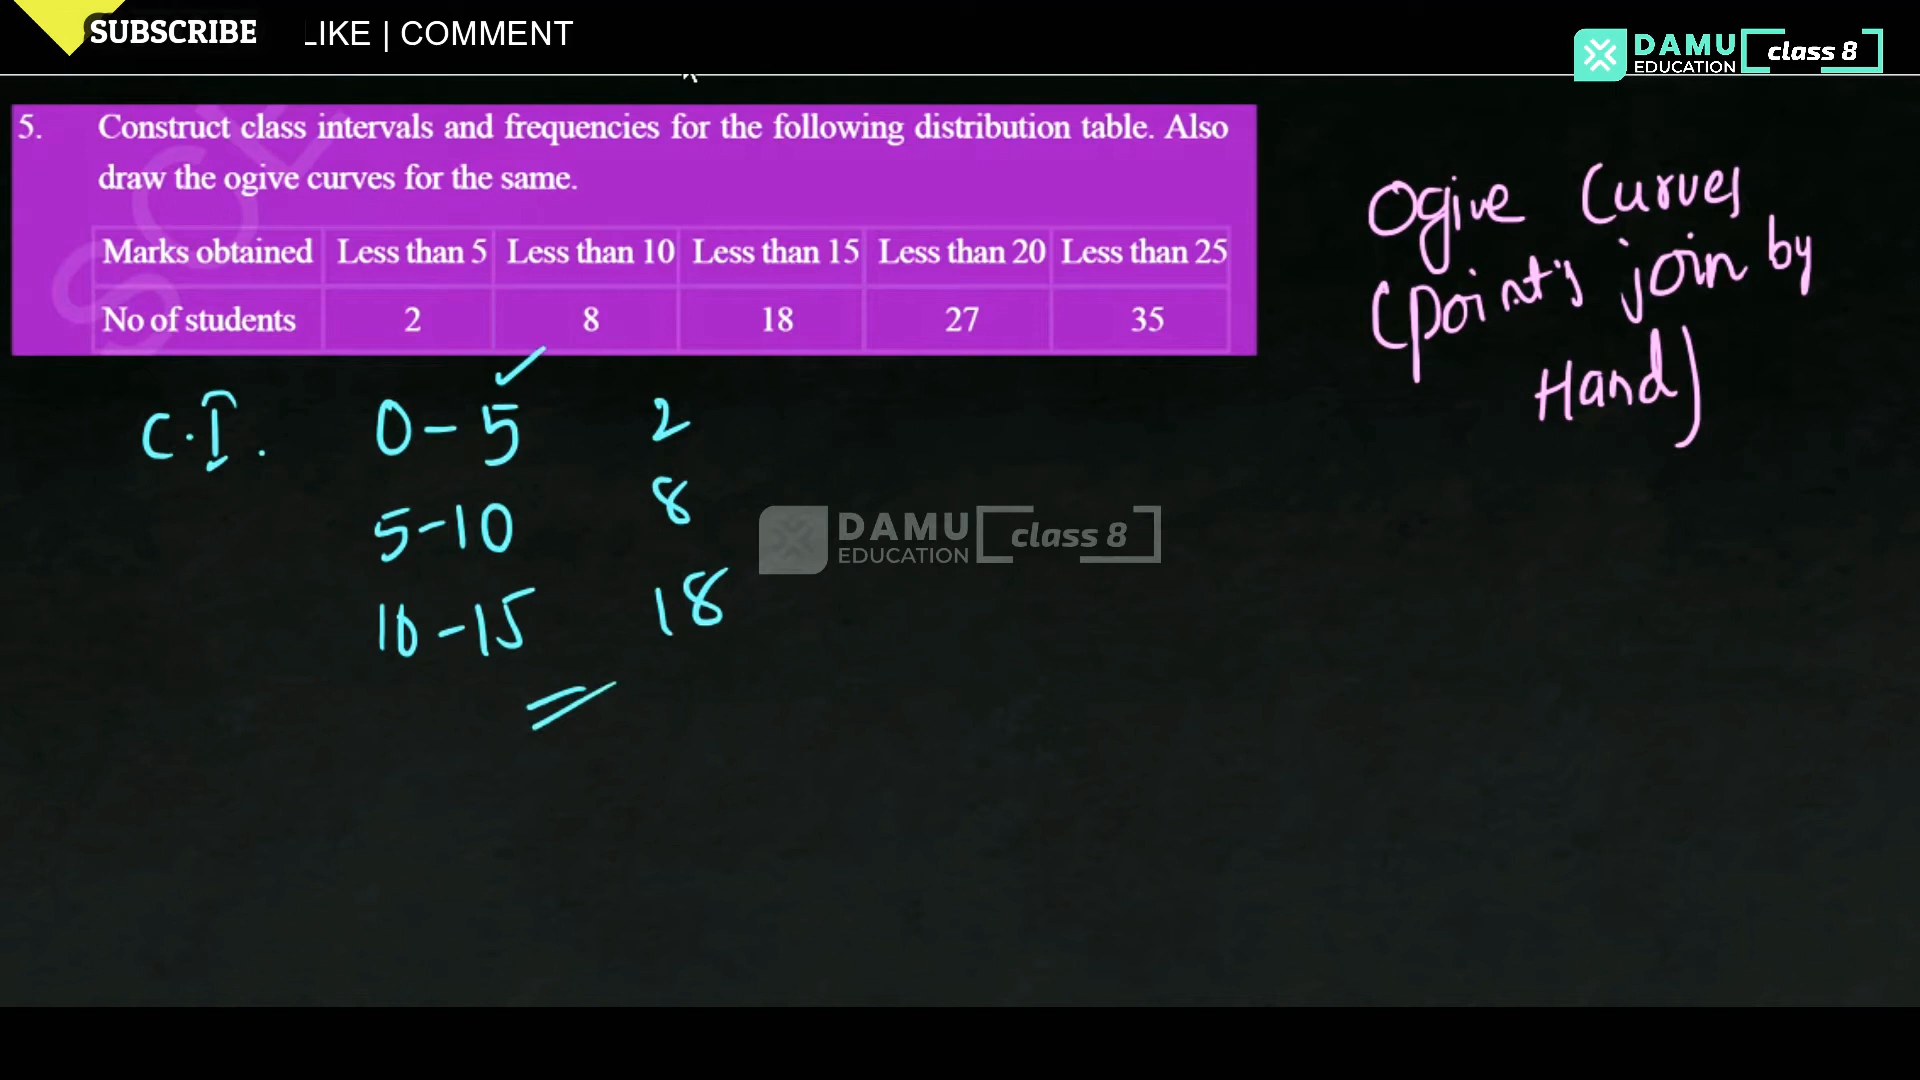 SUBSCRIBE LIKE | COMMENT
DAMU EDUCATION class 8
5. Construct class intervals and frequencies for the following distribution table. Also
draw the ogive curves for the same.
Marks obtained Less than 5 Less than 10 Less than 15 Less than 20 Less than 25
No of students 2 8 18 27 35
Ogive Curves
(point's join by
Hand)
C.I. 0-5 2
5-10 8
10-15 18
DAMU EDUCATION class 8